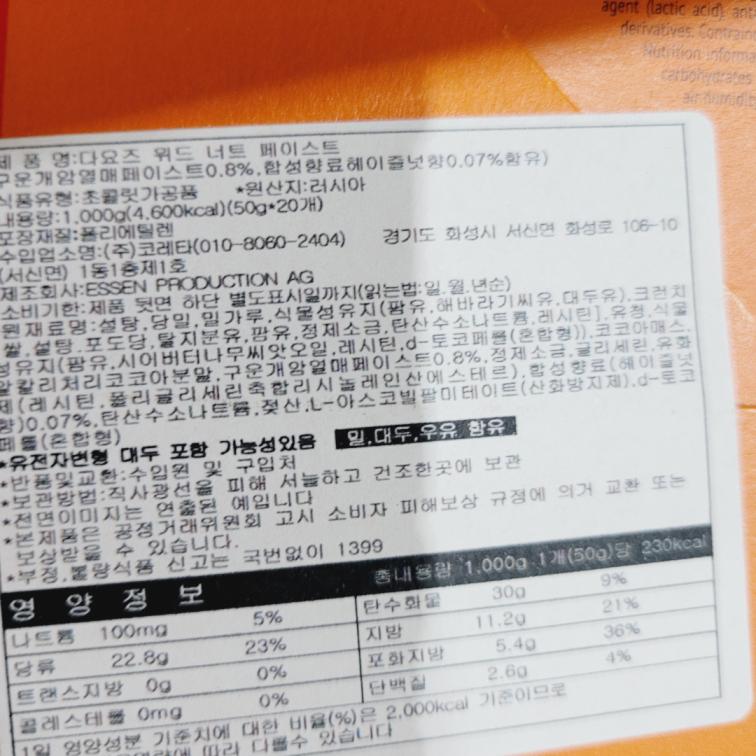 agent (lactic acid), ant
derivatives. Contrain
Nutrition informa
carbohydrates
air humidi
제 품 명:다요즈 위드 너트 페이스트
구운개암열매페이스트0.8%,합성향료헤이즐넛향0.07%함유)
식품유형:초콜릿가공품 *원산지:러시아
내용량:1,000g(4,600kcal)(50g*20개)
포장재질:폴리에틸렌
수입업소명:(주)코레타(010-8060-2404) 경기도 화성시 서신면 화성로 106-10
(서신면) 1동1층제1호
제조회사:ESSEN PRODUCTION AG
소비기한:제품 뒷면 하단 별도표시일까지(읽는법:일.월.년순)
원재료명:설탕,당밀,밀가루,식물성유지(팜유,해바라기씨유,대두유),크런치
쌀,설탕,포도당,탈지분유,팜유,정제소금,탄산수소나트륨,레시틴],유청,식물
성유지(팜유,시어버터나무씨앗오일,레시틴,d-토코페롤(혼합형)),코코아매스,
알칼리처리코코아분말,구운개암열매페이스트0.8%,정제소금,글리세린,유화
제(레시틴,폴리글리세린축합리시놀레인산에스테르),합성향료(헤이즐넛
향)0.07%,탄산수소나트륨,젖산,L-아스코빌팔미테이트(산화방지제),d-토코
페롤(혼합형)
*유전자변형 대두 포함 가능성있음 밀,대두,우유 함유
*반품및교환:수입원 및 구입처
*보관방법:직사광선을 피해 서늘하고 건조한곳에 보관
*전면이미지는 연출된 예입니다
*본제품은 공정거래위원회 고시 소비자 피해보상 규정에 의거 교환 또는
보상받을 수 있습니다.
*부정,불량식품 신고는 국번없이 1399
영 양 정 보 총내용량 1,000g 1개(50g)당 230kcal
나트륨 100mg 5% 탄수화물 30g 9%
당류 22.8g 23% 지방 11.2g 21%
트랜스지방 0g 0% 포화지방 5.4g 36%
콜레스테롤 0mg 0% 단백질 2.6g 4%
1일 영양성분 기준치에 대한 비율(%)은 2,000kcal 기준이므로
따라 다를수 있습니다